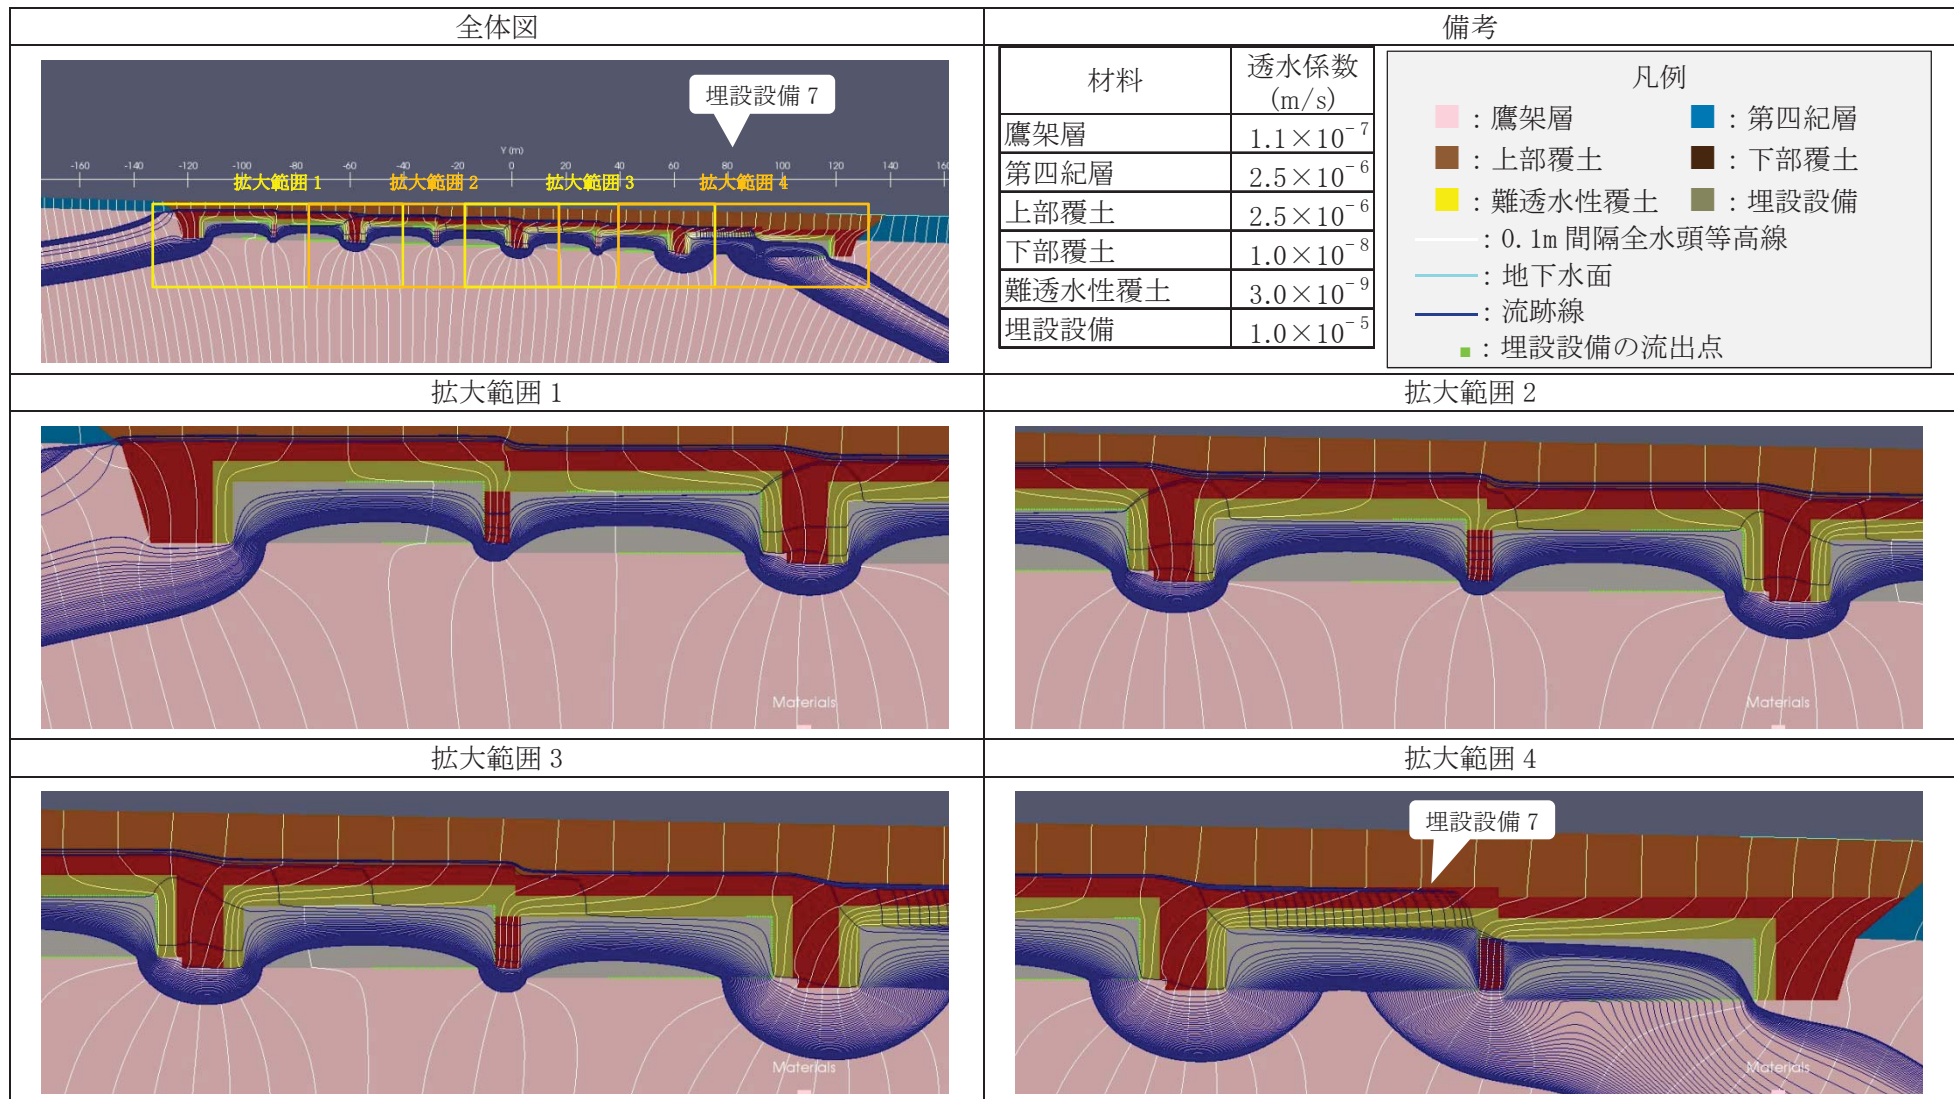 全体図
備考
埋設設備 7
Y (m)
-160 -140 -120 -100 -80 -60 -40 -20 0 20 40 60 80 100 120 140 160
拡大範囲 1 拡大範囲 2 拡大範囲 3 拡大範囲 4
材料 透水係数
(m/s)
鷹架層 1.1×10⁻⁷
第四紀層 2.5×10⁻⁶
上部覆土 2.5×10⁻⁶
下部覆土 1.0×10⁻⁸
難透水性覆土 3.0×10⁻⁹
埋設設備 1.0×10⁻⁵
凡例
：鷹架層 ：第四紀層
：上部覆土 ：下部覆土
：難透水性覆土 ：埋設設備
：0.1m 間隔全水頭等高線
：地下水面
：流跡線
：埋設設備の流出点
拡大範囲 1
拡大範囲 2
Materials
Materials
拡大範囲 3
拡大範囲 4
埋設設備 7
Materials
Materials